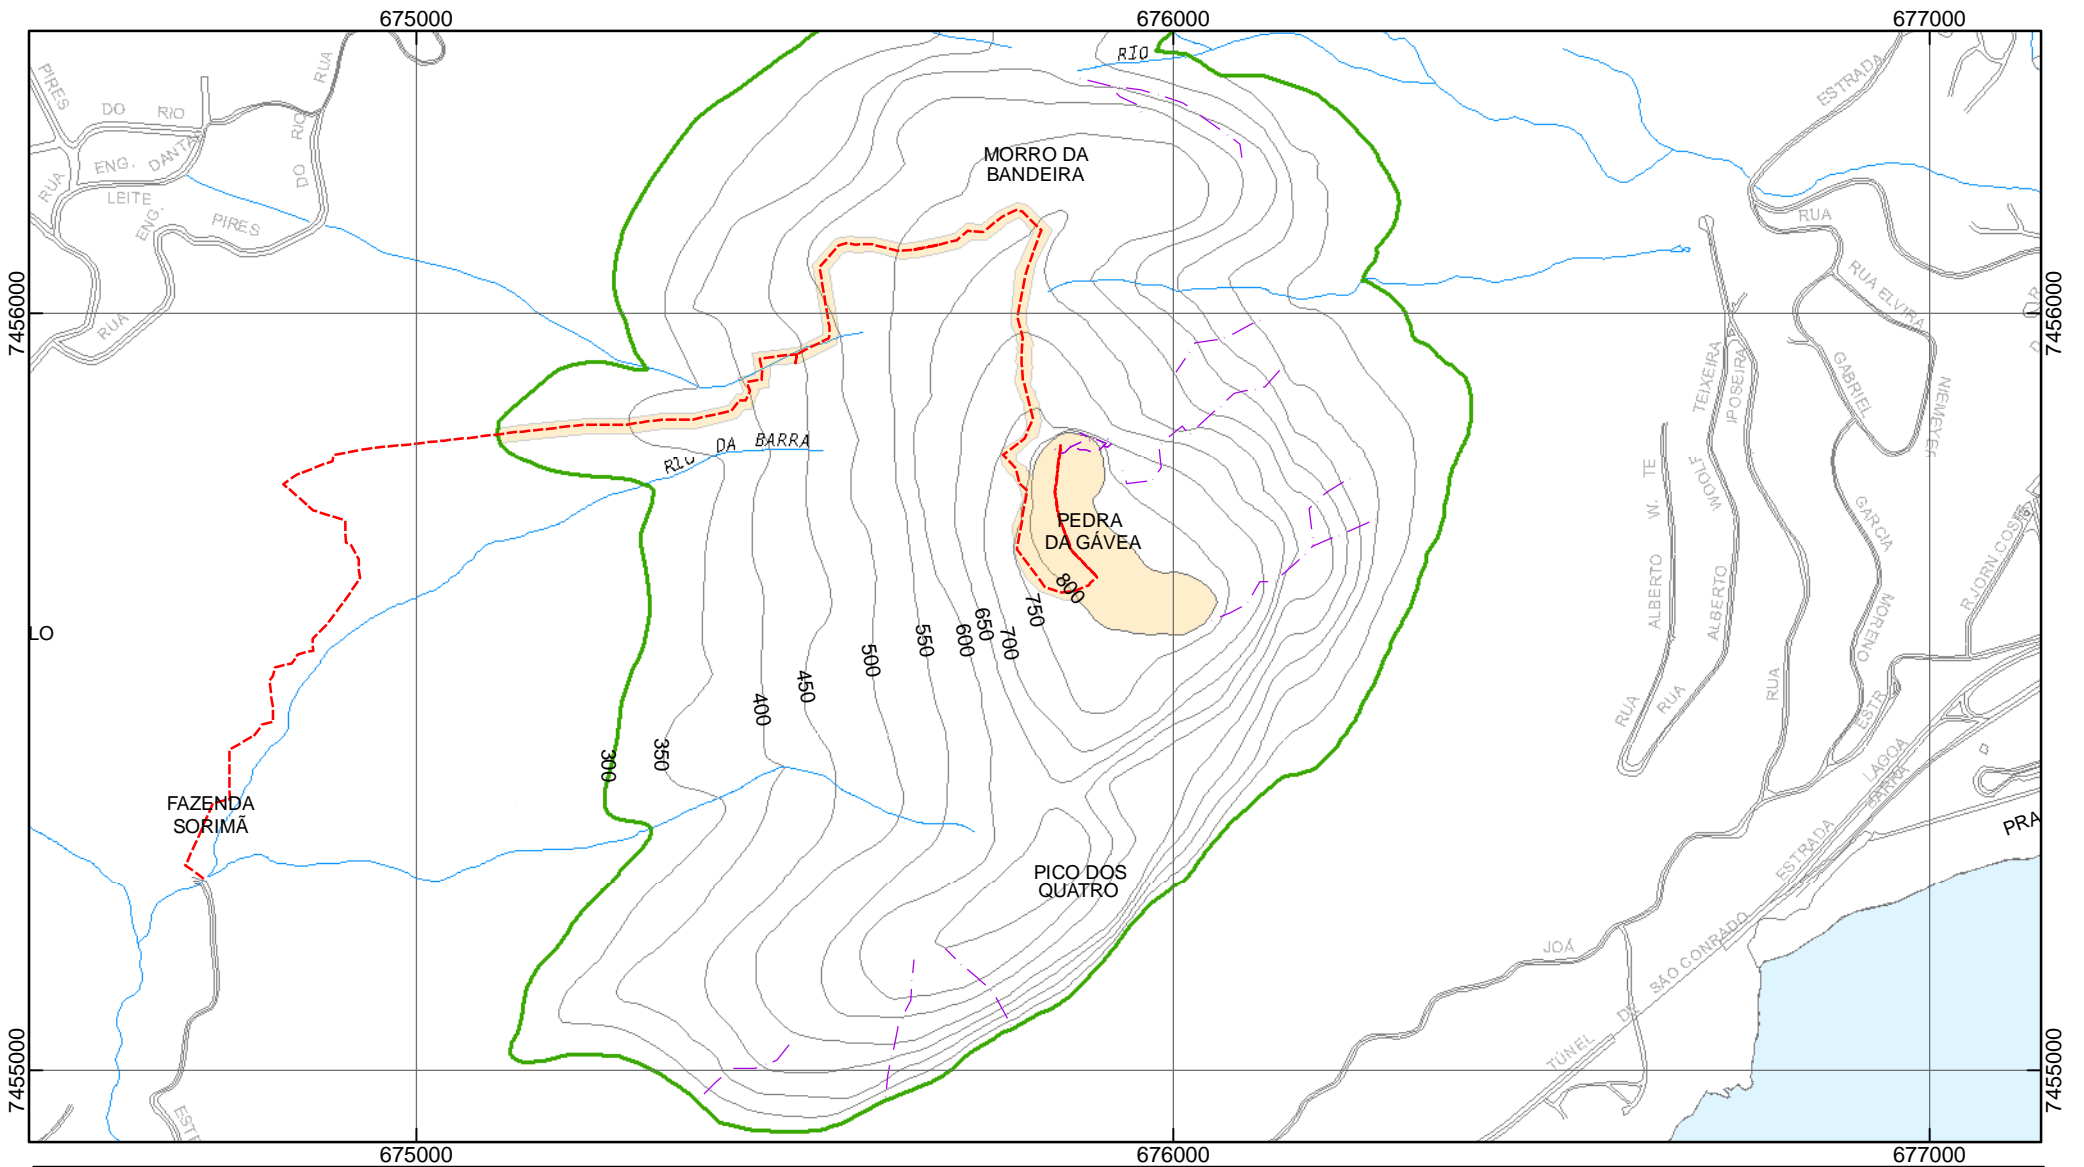 675000
676000
677000
RIO
ESTRADA
PIRES
DO
RIO
RUA
RIO
DO
ENG.
DANTAS
RUA
LEITE
ENG.
PIRES
MORRO DA
BANDEIRA
RUA
RUA ELVIRA
NIEMEYER
7456000
7456000
RUA
TEIXEIRA
IPOSEIRA
GABRIEL
RIO
DA
BARRA
W. TE
WOOLF
GARCIA
R.JORN.COSTA
PEDRA
DA GÁVEA
800
750
700
650
600
550
500
450
400
350
300
LO
ALBERTO
ALBERTO
MORENO
RUA
RUA
RUA
ESTR
LAGOA
BARRA
FAZENDA
SORIMÃ
PRA
ESTRADA
PICO DOS
QUATRO
JOÁ
SÃO CONRADO
DE
TÚNEL
7455000
7455000
ESTR
675000
676000
677000